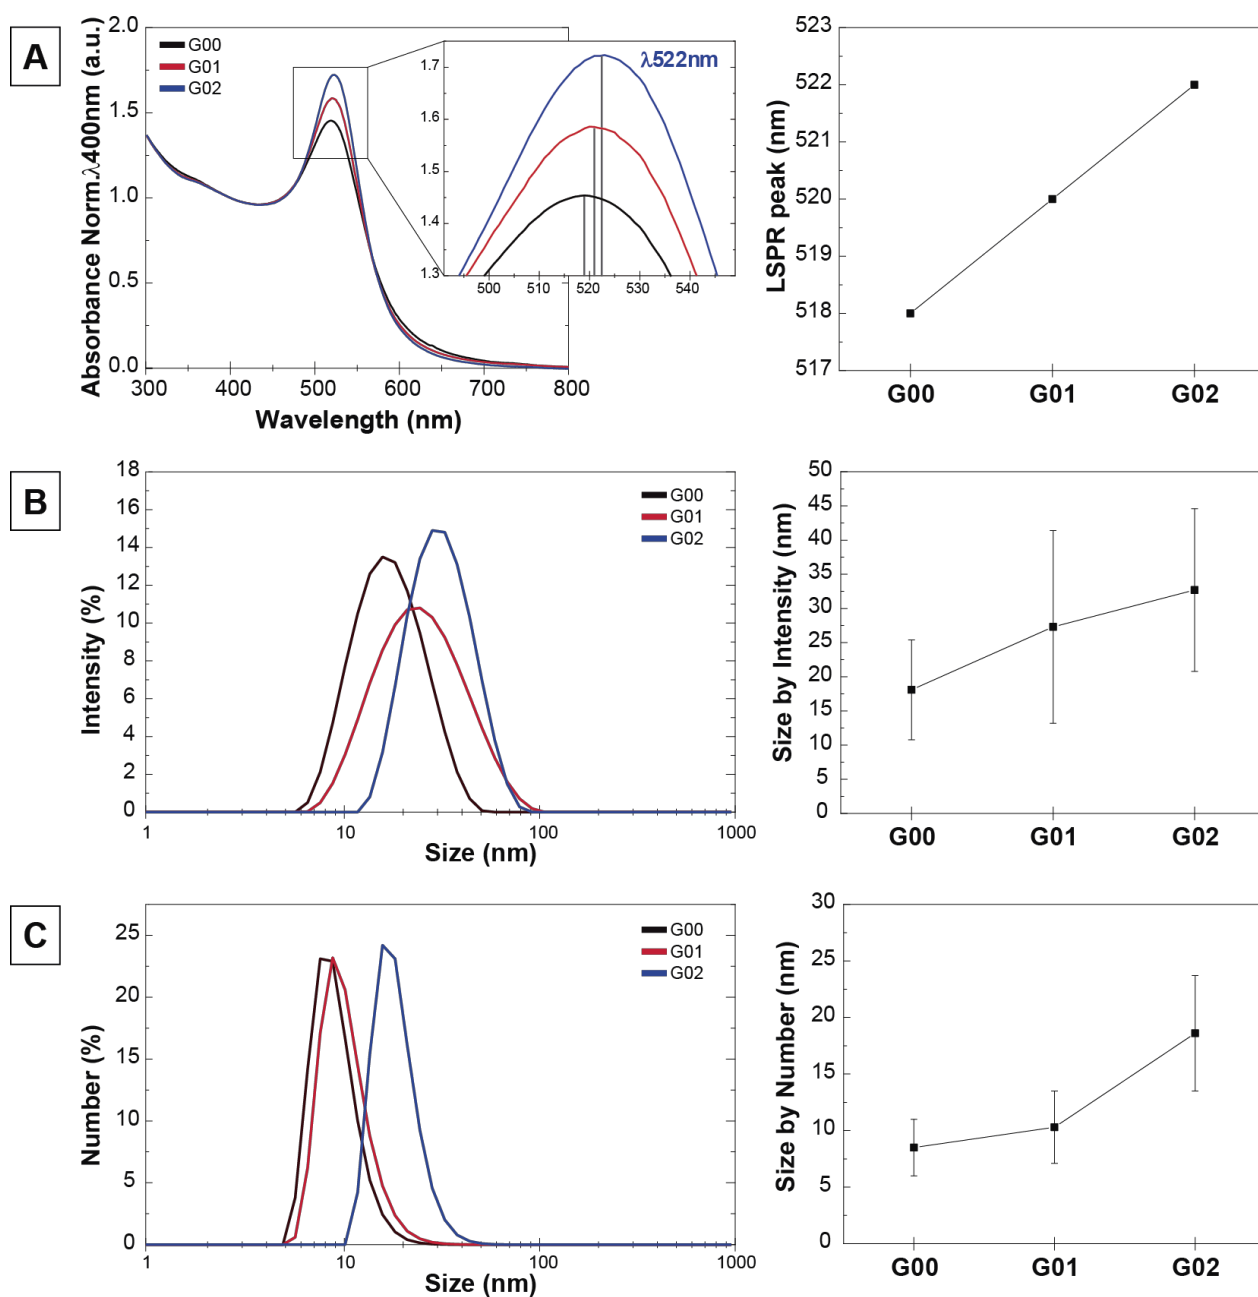 A
Absorbance Norm.λ400nm (a.u.)
2.0
1.5
1.0
0.5
0.0
G00
G01
G02
λ522nm
1.7
1.6
1.5
1.4
1.3
500 510 520 530 540
300 400 500 600 700 800
Wavelength (nm)
LSPR peak (nm)
523
522
521
520
519
518
517
G00 G01 G02
B
Intensity (%)
18
16
14
12
10
8
6
4
2
0
G00
G01
G02
1 10 100 1000
Size (nm)
Size by Intensity (nm)
50
45
40
35
30
25
20
15
10
5
0
G00 G01 G02
C
Number (%)
25
20
15
10
5
0
G00
G01
G02
1 10 100 1000
Size (nm)
Size by Number (nm)
30
25
20
15
10
5
0
G00 G01 G02